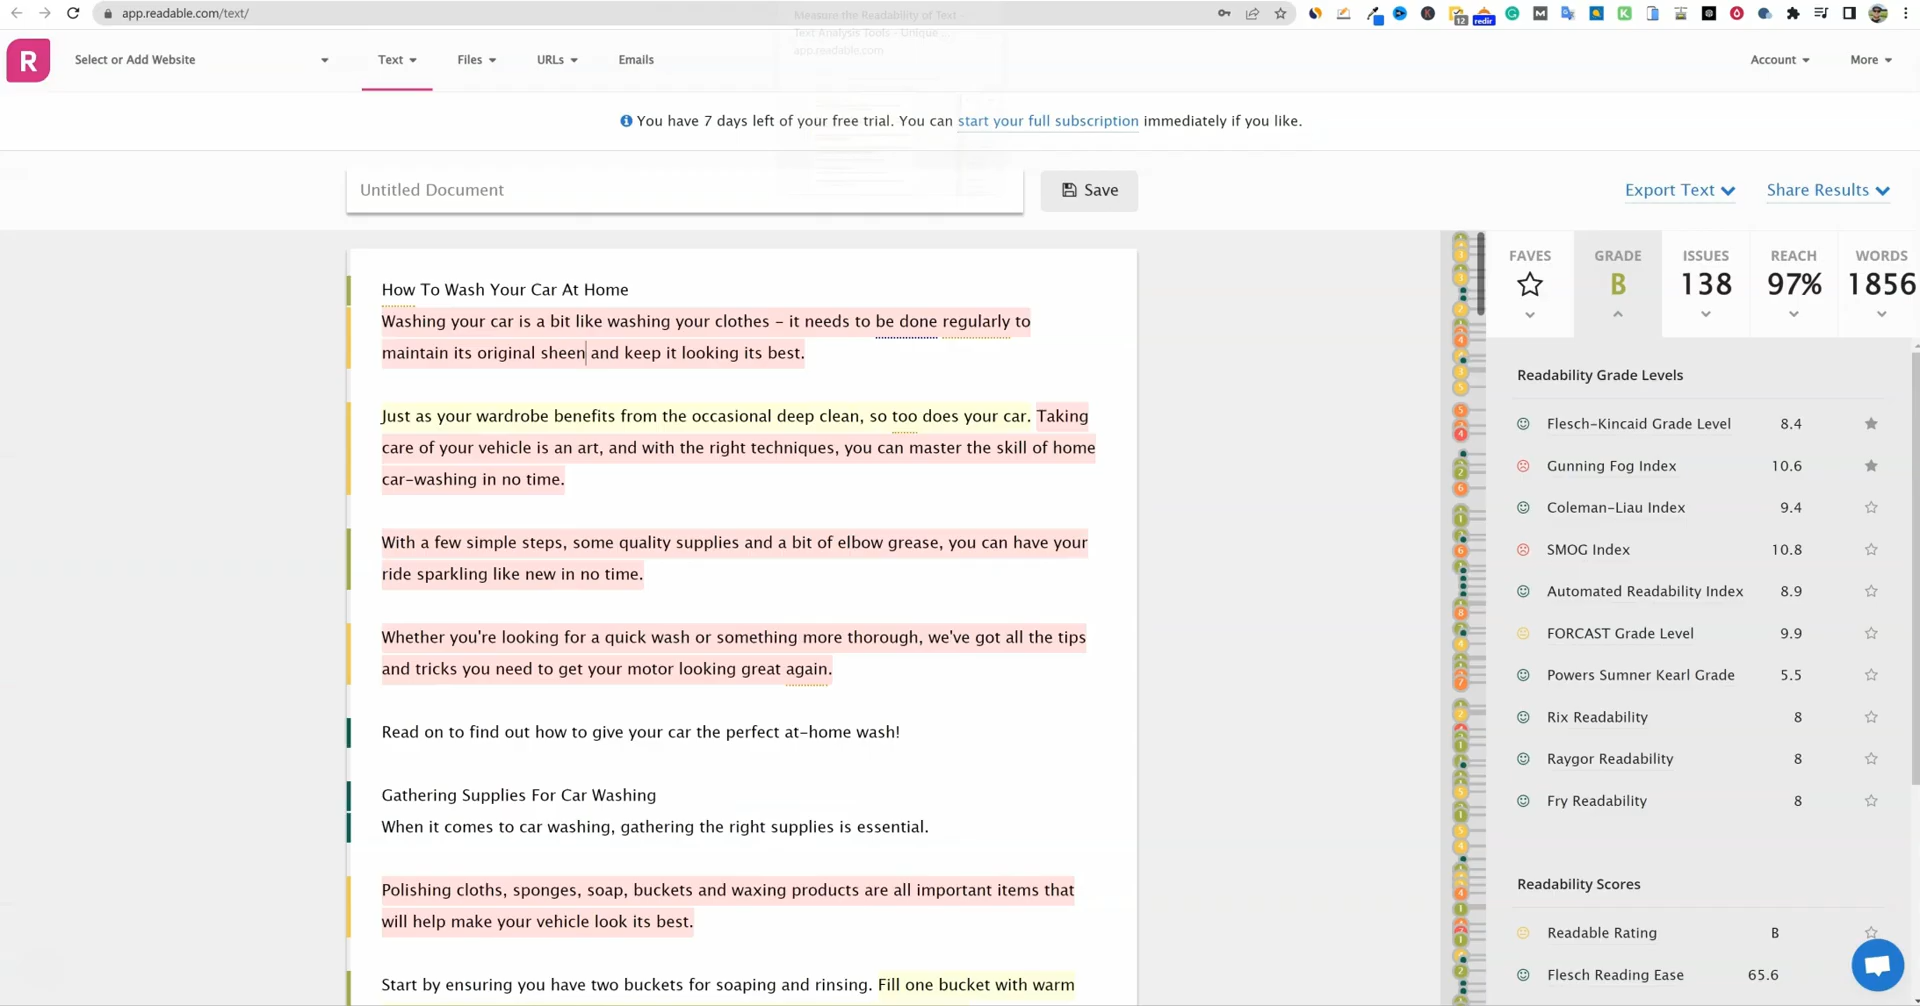 app.readable.com/text/
Measure the Readability of Text -
Text Analysis Tools - Unique ...
app.readable.com
12
redir
R
Select or Add Website
Text
Files
URLs
Emails
Account
More
You have 7 days left of your free trial. You can start your full subscription immediately if you like.
Untitled Document
Save
Export Text
Share Results
FAVES
GRADE
B
ISSUES
138
REACH
97%
WORDS
1856
How To Wash Your Car At Home
Washing your car is a bit like washing your clothes – it needs to be done regularly to
maintain its original sheen and keep it looking its best.
Just as your wardrobe benefits from the occasional deep clean, so too does your car. Taking
care of your vehicle is an art, and with the right techniques, you can master the skill of home
car-washing in no time.
With a few simple steps, some quality supplies and a bit of elbow grease, you can have your
ride sparkling like new in no time.
Whether you're looking for a quick wash or something more thorough, we've got all the tips
and tricks you need to get your motor looking great again.
Read on to find out how to give your car the perfect at-home wash!
Gathering Supplies For Car Washing
When it comes to car washing, gathering the right supplies is essential.
Polishing cloths, sponges, soap, buckets and waxing products are all important items that
will help make your vehicle look its best.
Start by ensuring you have two buckets for soaping and rinsing. Fill one bucket with warm
Readability Grade Levels
Flesch-Kincaid Grade Level 8.4
Gunning Fog Index 10.6
Coleman-Liau Index 9.4
SMOG Index 10.8
Automated Readability Index 8.9
FORCAST Grade Level 9.9
Powers Sumner Kearl Grade 5.5
Rix Readability 8
Raygor Readability 8
Fry Readability 8
Readability Scores
Readable Rating B
Flesch Reading Ease 65.6